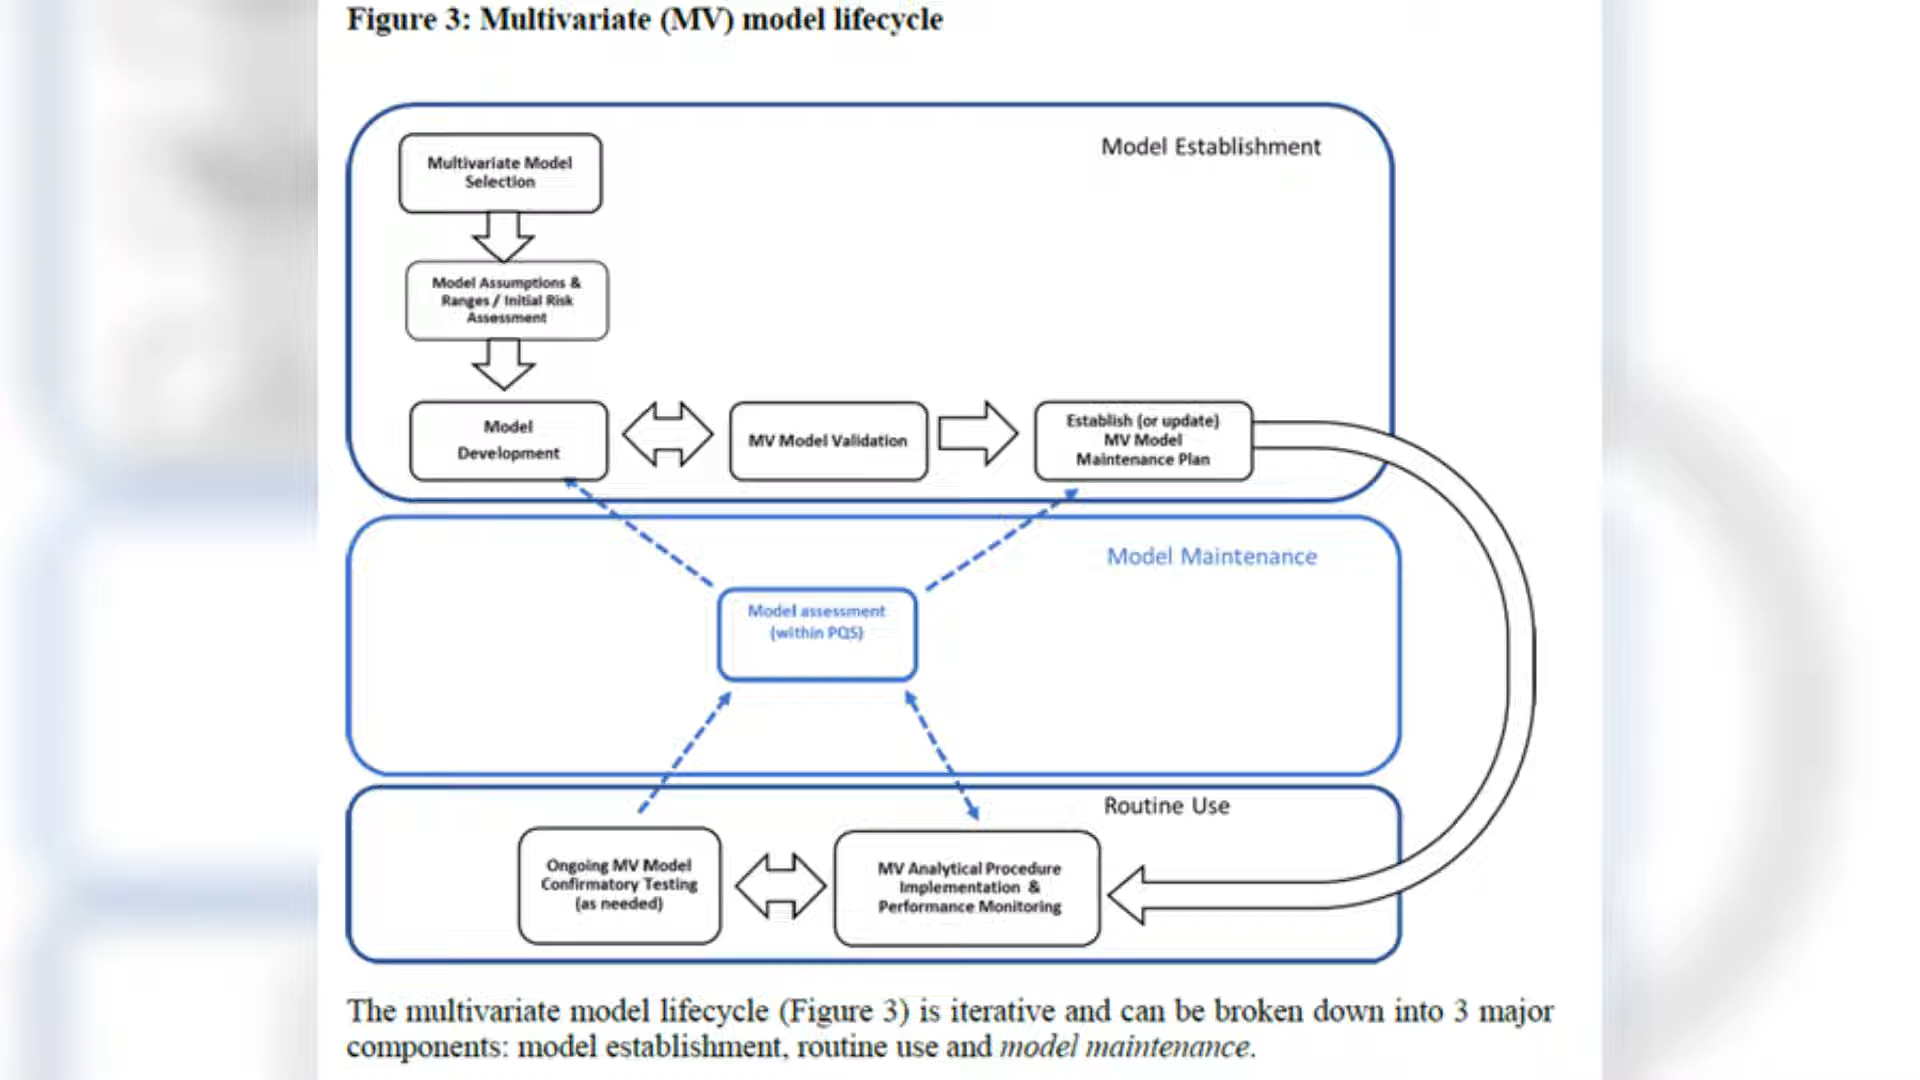 Figure 3: Multivariate (MV) model lifecycle
Model Establishment
Multivariate Model
Selection
Model Assumptions &
Ranges / Initial Risk
Assessment
Model
Development
MV Model Validation
Establish (or update)
MV Model
Maintenance Plan
Model Maintenance
Model assessment
(within PQS)
Routine Use
Ongoing MV Model
Confirmatory Testing
(as needed)
MV Analytical Procedure
Implementation &
Performance Monitoring
The multivariate model lifecycle (Figure 3) is iterative and can be broken down into 3 major
components: model establishment, routine use and model maintenance.